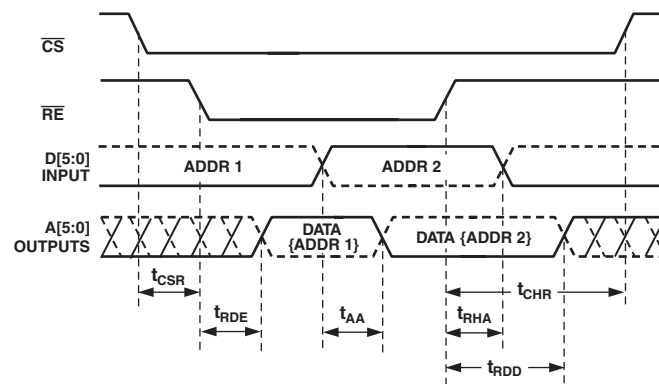 CS
RE
D[5:0]
INPUT
ADDR 1
ADDR 2
A[5:0]
OUTPUTS
DATA
{ADDR 1}
DATA {ADDR 2}
tCSR
tCHR
tRDE
tAA
tRHA
tRDD